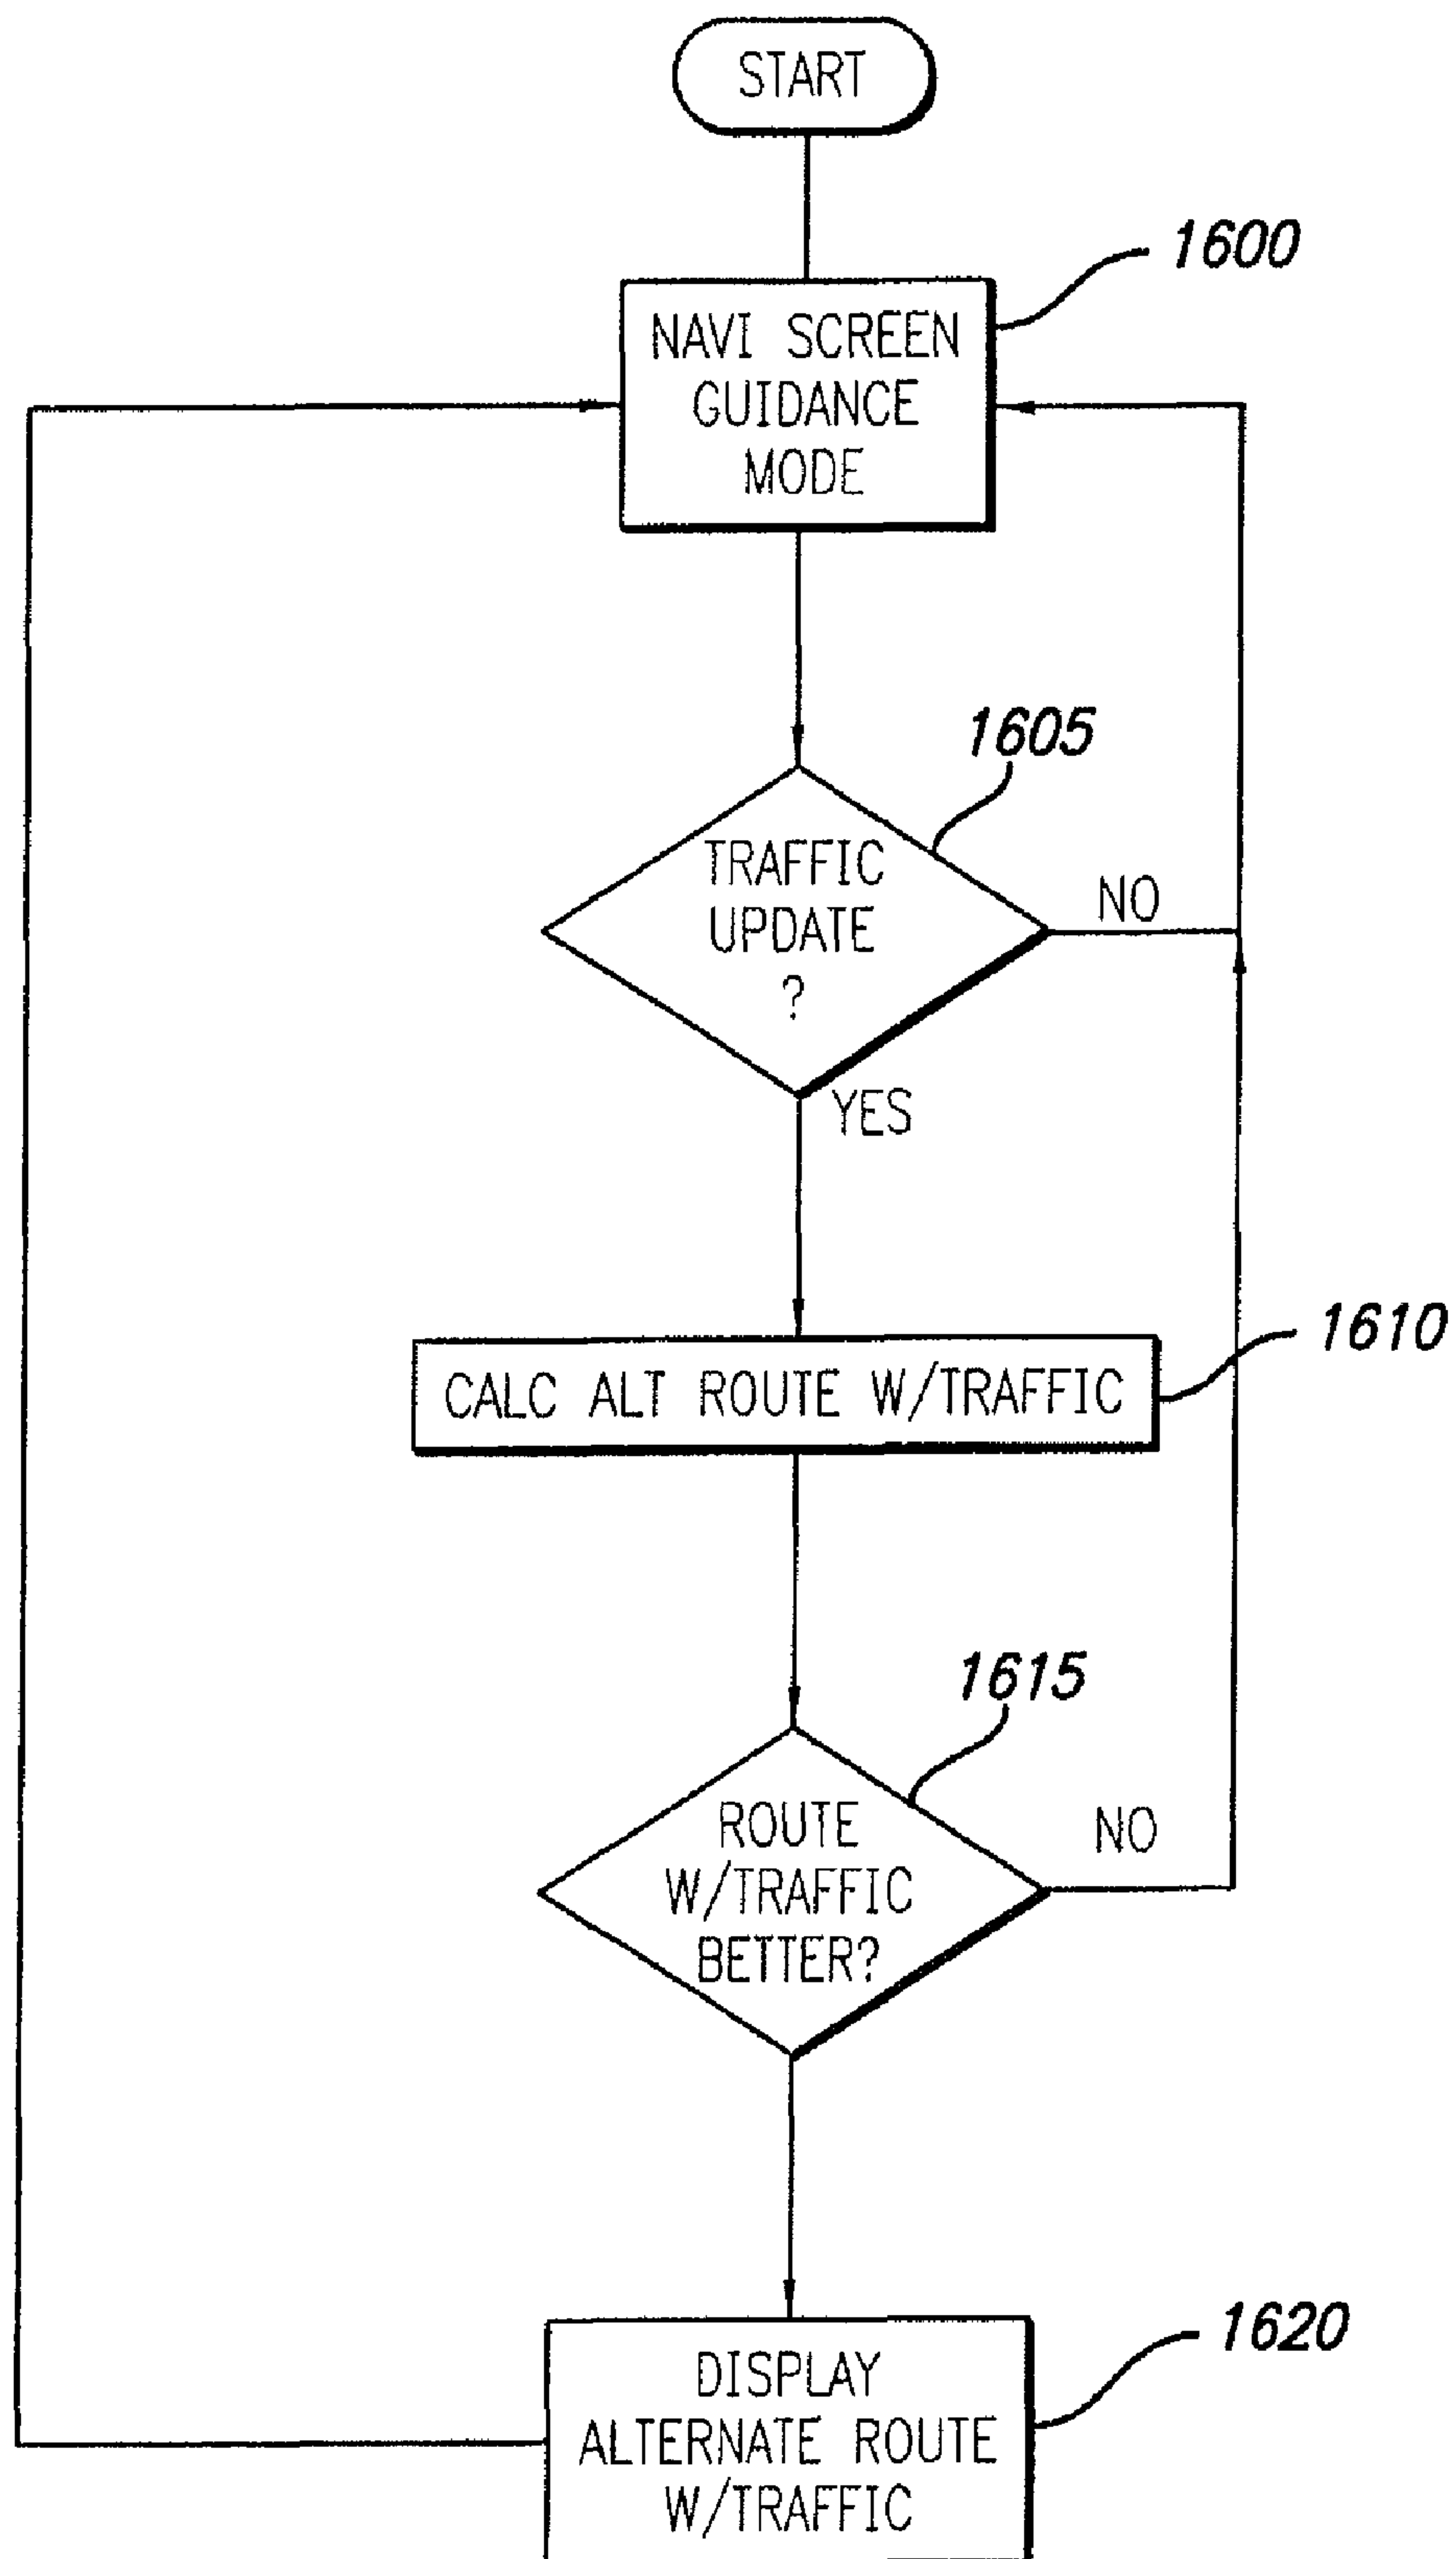 START
1600
NAVI SCREEN
GUIDANCE
MODE
1605
TRAFFIC
UPDATE
?
NO
YES
1610
CALC ALT ROUTE W/TRAFFIC
1615
ROUTE
W/TRAFFIC
BETTER?
NO
1620
DISPLAY
ALTERNATE ROUTE
W/TRAFFIC